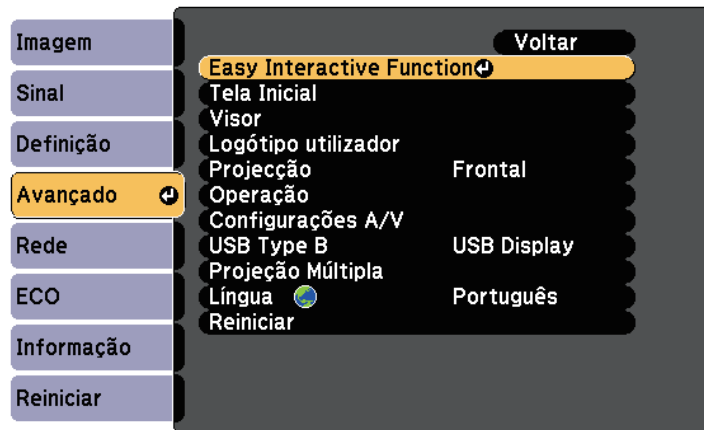 Imagem
Sinal
Definição
Avançado
Rede
ECO
Informação
Reiniciar
Voltar
Easy Interactive Function
Tela Inicial
Visor
Logótipo utilizador
Projecção Frontal
Operação
Configurações A/V
USB Type B USB Display
Projeção Múltipla
Língua Português
Reiniciar